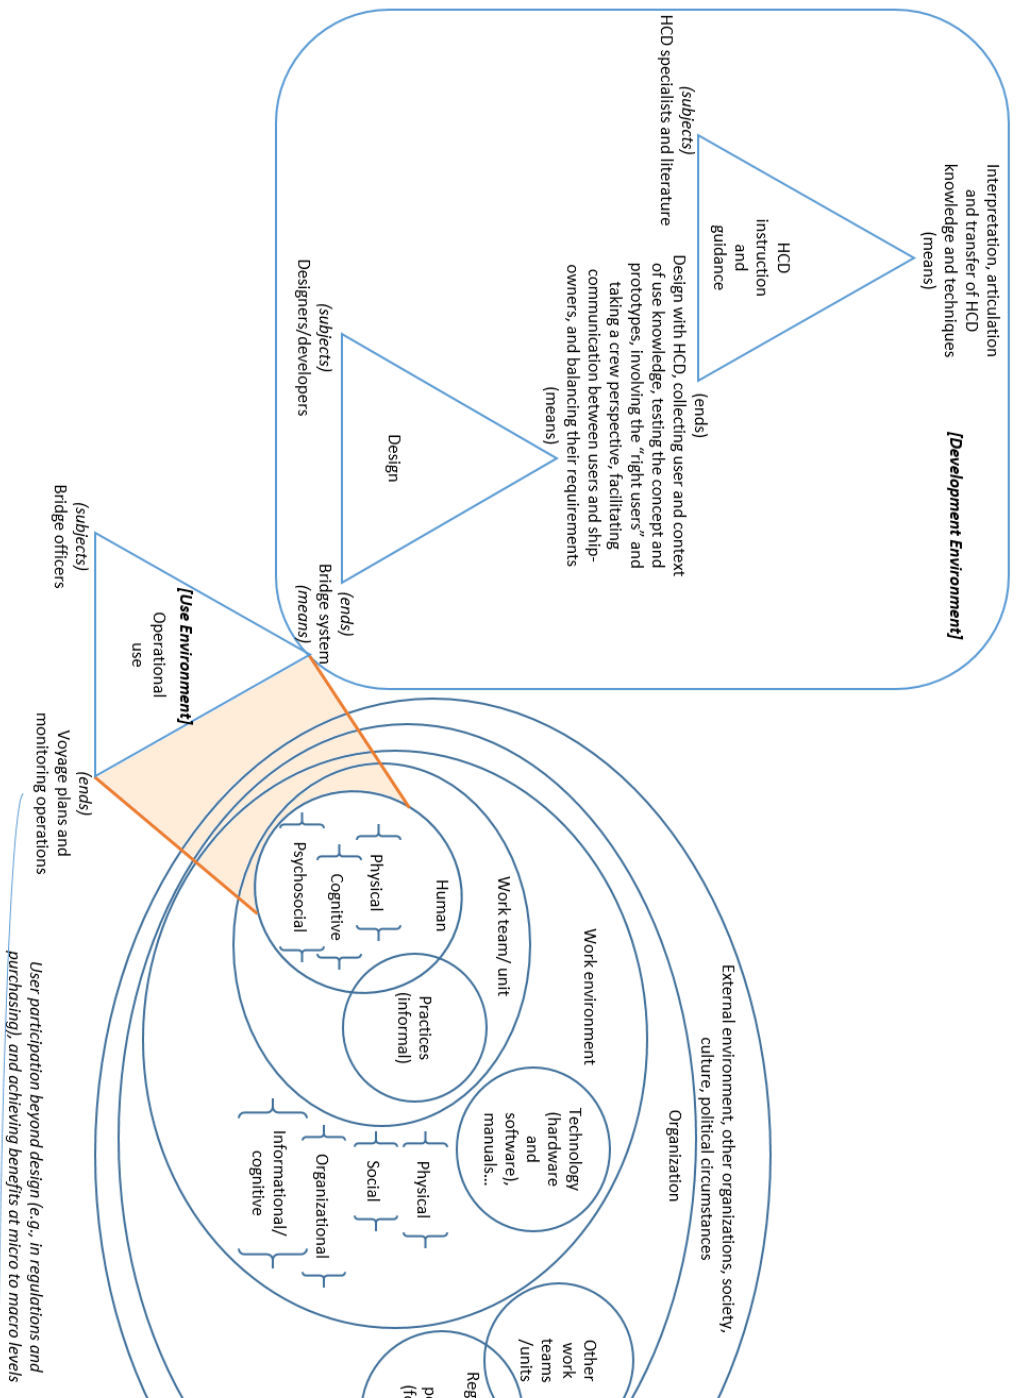 Interpretation, articulation
and transfer of HCD
knowledge and techniques
(means)
[Development Environment]
HCD
instruction
and
guidance
(subjects)
HCD specialists and literature
(ends)
Design with HCD, collecting user and context
of use knowledge, testing the concept and
prototypes, involving the “right users” and
taking a crew perspective, facilitating
communication between users and ship-
owners, and balancing their requirements
(means)
Design
(subjects)
Designers/developers
(ends)
Bridge system
(means)
[Use Environment]
Operational
use
(subjects)
Bridge officers
(ends)
Voyage plans and
monitoring operations
External environment, other organizations, society,
culture, political circumstances
Organization
Work environment
Work team/ unit
Human
Physical
Cognitive
Psychosocial
Practices
(informal)
Technology
(hardware
and
software),
manuals...
Physical
Social
Organizational
Informational/
cognitive
Other
work
teams
/units
User participation beyond design (e.g., in regulations and
purchasing), and achieving benefits at micro to macro levels